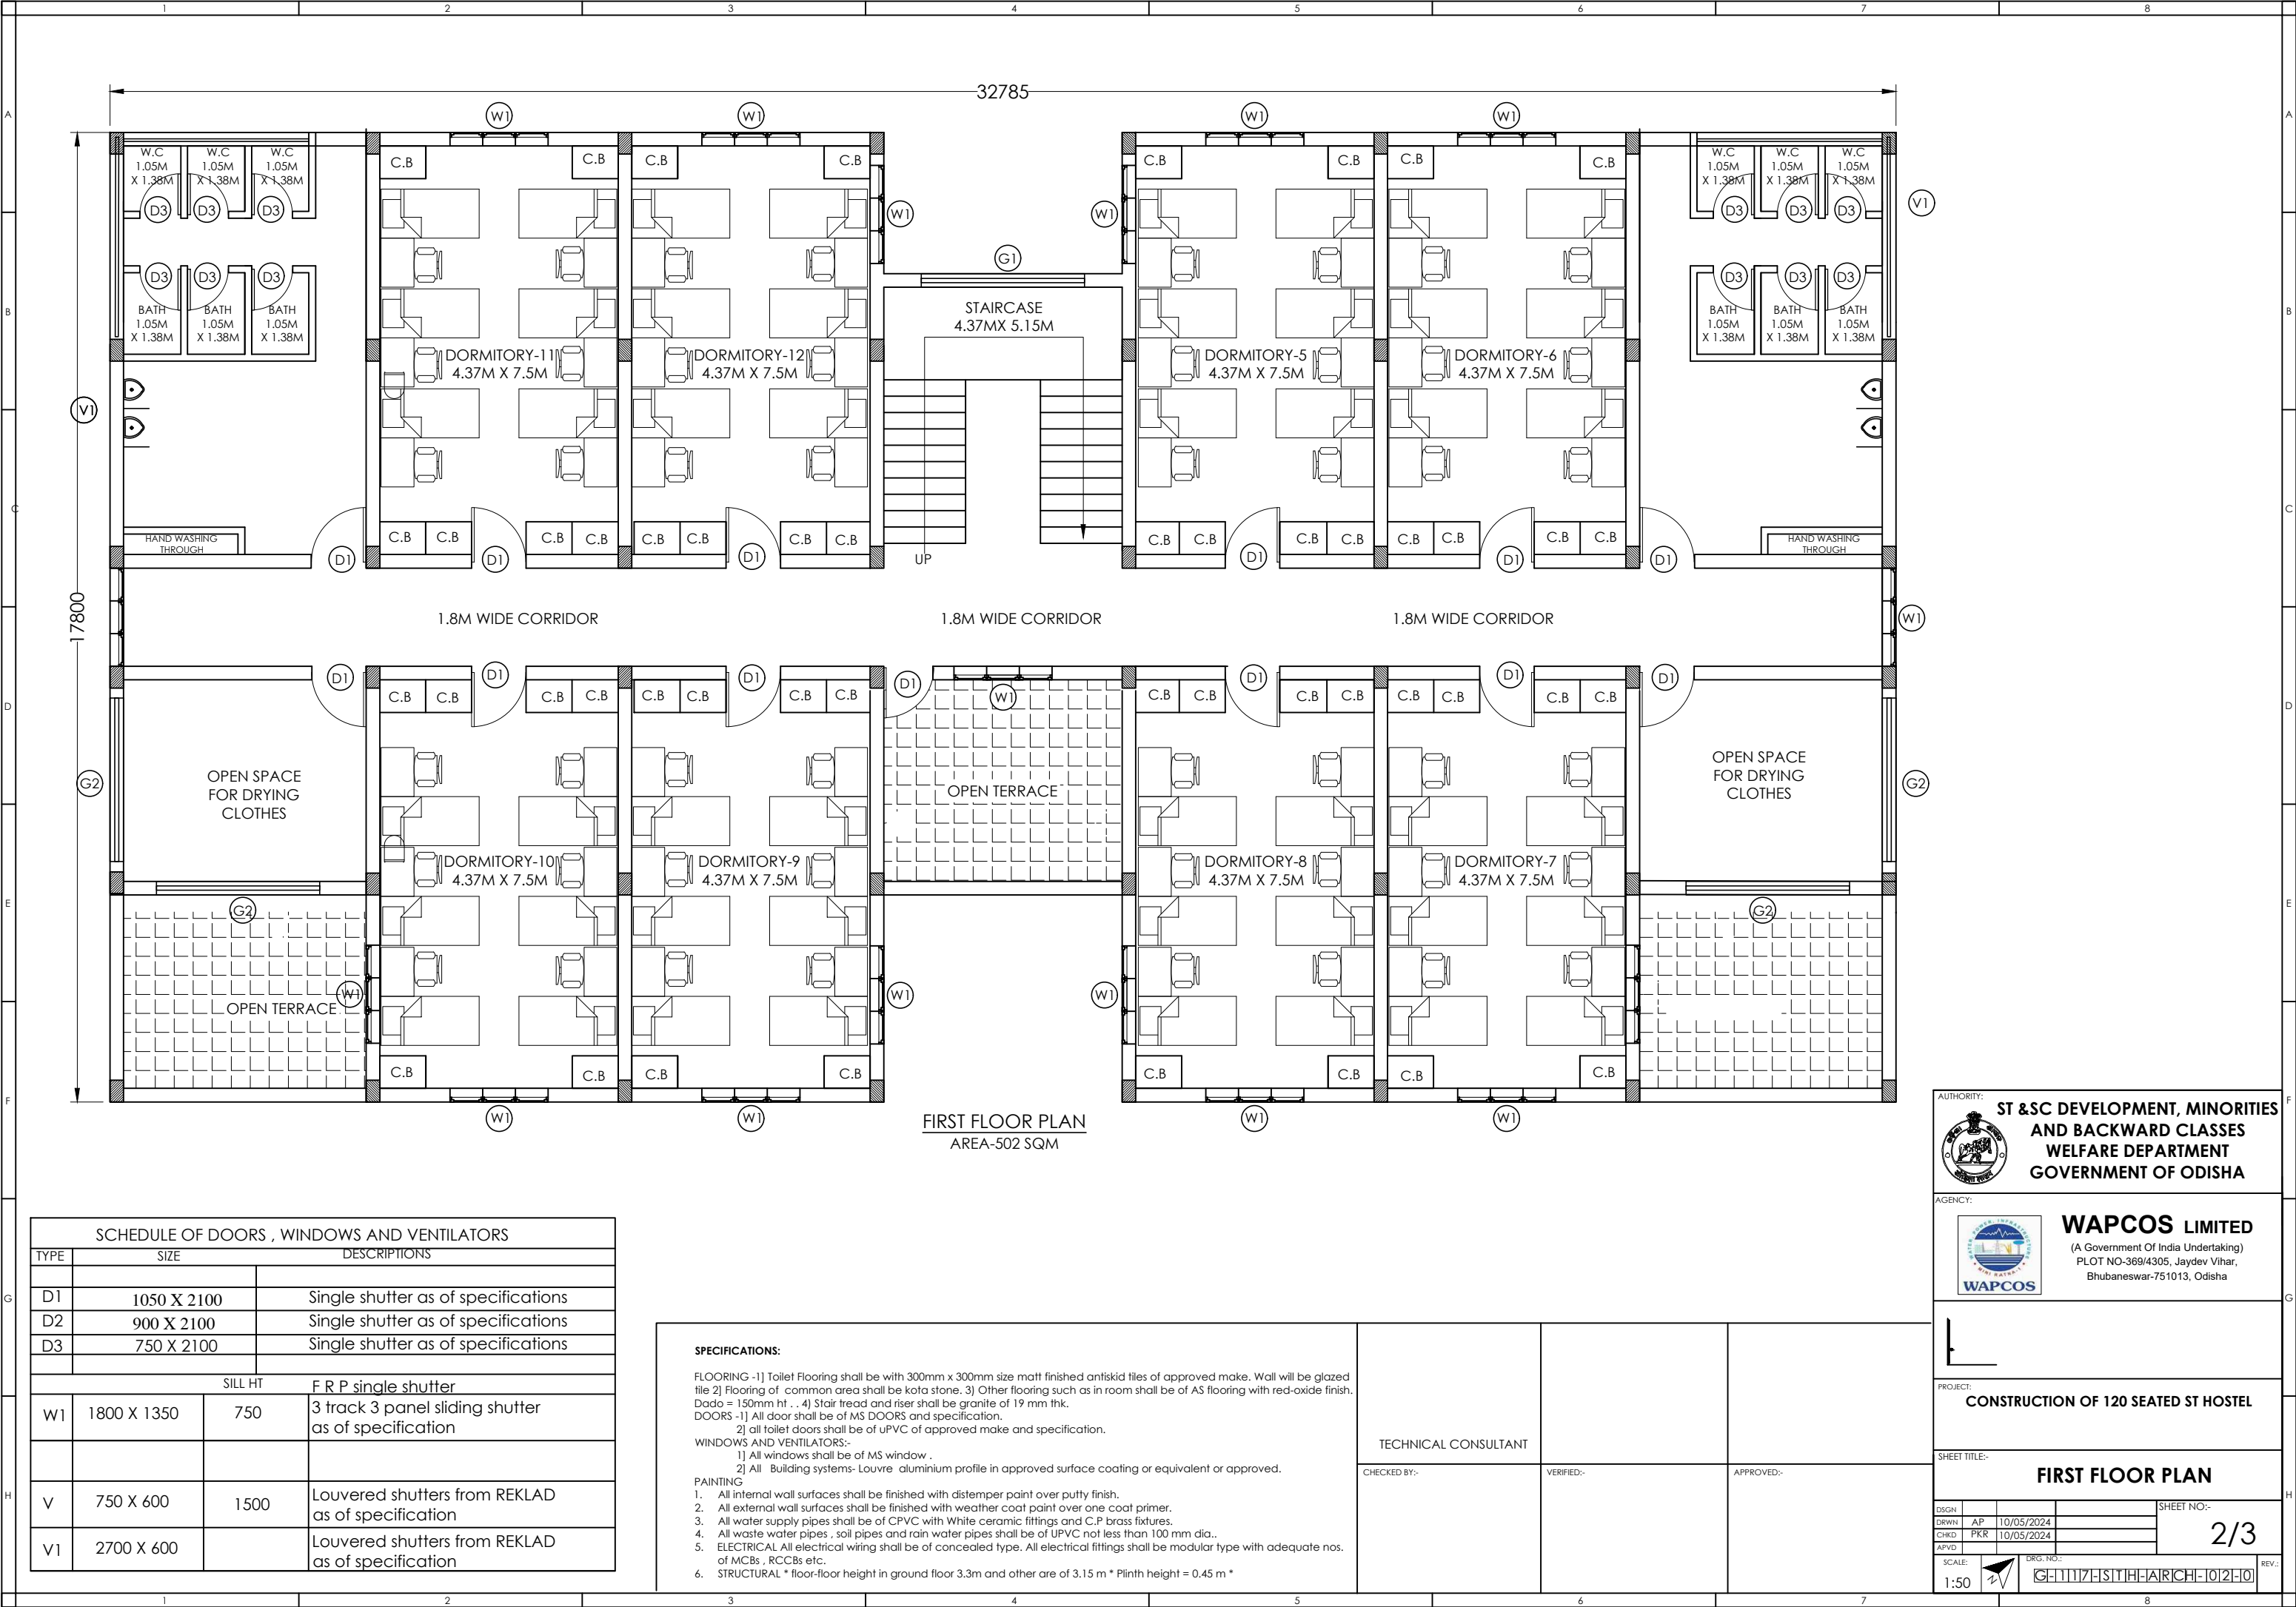 1 2 3 4 5 6 7 8
32785
W1 W1 W1 W1
A A
W.C W.C W.C
1.05M 1.05M 1.05M
X 1.38M X 1.38M X 1.38M
D3 D3 D3
D3 D3 D3
BATH BATH BATH
1.05M 1.05M 1.05M
X 1.38M X 1.38M X 1.38M
C.B C.B C.B C.B
C.B C.B C.B C.B
W.C W.C W.C
1.05M 1.05M 1.05M
X 1.38M X 1.38M X 1.38M
D3 D3 D3
D3 D3 D3
BATH BATH BATH
1.05M 1.05M 1.05M
X 1.38M X 1.38M X 1.38M
W1 W1 V1
G1
B B
STAIRCASE
4.37MX 5.15M
DORMITORY-11
4.37M X 7.5M
DORMITORY-12
4.37M X 7.5M
DORMITORY-5
4.37M X 7.5M
DORMITORY-6
4.37M X 7.5M
V1
C C
HAND WASHING
THROUGH
C.B C.B C.B C.B C.B C.B C.B C.B
C.B C.B C.B C.B C.B C.B C.B C.B
HAND WASHING
THROUGH
D1 D1 D1 UP D1 D1 D1
17800
1.8M WIDE CORRIDOR 1.8M WIDE CORRIDOR 1.8M WIDE CORRIDOR
W1
D1 D1 D1 D1 W1 D1 D1 D1
C.B C.B C.B C.B C.B C.B C.B C.B
C.B C.B C.B C.B C.B C.B C.B C.B
D D
OPEN SPACE
FOR DRYING
CLOTHES
G2
OPEN TERRACE
OPEN SPACE
FOR DRYING
CLOTHES
G2
DORMITORY-10
4.37M X 7.5M
DORMITORY-9
4.37M X 7.5M
DORMITORY-8
4.37M X 7.5M
DORMITORY-7
4.37M X 7.5M
E E
G2 G2
W1 W1 W1
OPEN TERRACE
C.B C.B C.B C.B C.B C.B C.B C.B
F F
W1 W1 W1 W1
FIRST FLOOR PLAN
AREA-502 SQM
SCHEDULE OF DOORS , WINDOWS AND VENTILATORS
TYPE SIZE DESCRIPTIONS
D1 1050 X 2100 Single shutter as of specifications
D2 900 X 2100 Single shutter as of specifications
D3 750 X 2100 Single shutter as of specifications
SILL HT F R P single shutter
W1 1800 X 1350 750 3 track 3 panel sliding shutter
as of specification
V 750 X 600 1500 Louvered shutters from REKLAD
as of specification
V1 2700 X 600 Louvered shutters from REKLAD
as of specification
G G
H H
SPECIFICATIONS:
FLOORING -1] Toilet Flooring shall be with 300mm x 300mm size matt finished antiskid tiles of approved make. Wall will be glazed
tile 2] Flooring of common area shall be kota stone. 3) Other flooring such as in room shall be of AS flooring with red-oxide finish.
Dado = 150mm ht . . 4) Stair tread and riser shall be granite of 19 mm thk.
DOORS -1] All door shall be of MS DOORS and specification.
2] all toilet doors shall be of uPVC of approved make and specification.
WINDOWS AND VENTILATORS:-
1] All windows shall be of MS window .
2] All Building systems- Louvre aluminium profile in approved surface coating or equivalent or approved.
PAINTING
1. All internal wall surfaces shall be finished with distemper paint over putty finish.
2. All external wall surfaces shall be finished with weather coat paint over one coat primer.
3. All water supply pipes shall be of CPVC with White ceramic fittings and C.P brass fixtures.
4. All waste water pipes , soil pipes and rain water pipes shall be of UPVC not less than 100 mm dia..
5. ELECTRICAL All electrical wiring shall be of concealed type. All electrical fittings shall be modular type with adequate nos.
of MCBs , RCCBs etc.
6. STRUCTURAL * floor-floor height in ground floor 3.3m and other are of 3.15 m * Plinth height = 0.45 m *
TECHNICAL CONSULTANT
CHECKED BY:- VERIFIED:- APPROVED:-
AUTHORITY:
ST &SC DEVELOPMENT, MINORITIES
AND BACKWARD CLASSES
WELFARE DEPARTMENT
GOVERNMENT OF ODISHA
AGENCY:
WAPCOS
WAPCOS LIMITED
(A Government Of India Undertaking)
PLOT NO-369/4305, Jaydev Vihar,
Bhubaneswar-751013, Odisha
PROJECT:
CONSTRUCTION OF 120 SEATED ST HOSTEL
SHEET TITLE:-
FIRST FLOOR PLAN
DSGN SHEET NO:-
DRWN AP 10/05/2024
CHKD PKR 10/05/2024
APVD
2/3
SCALE:
1:50
N
DRG. NO.:
G-117-STH-ARCH-02-0
REV.:
1 2 3 4 5 6 7 8